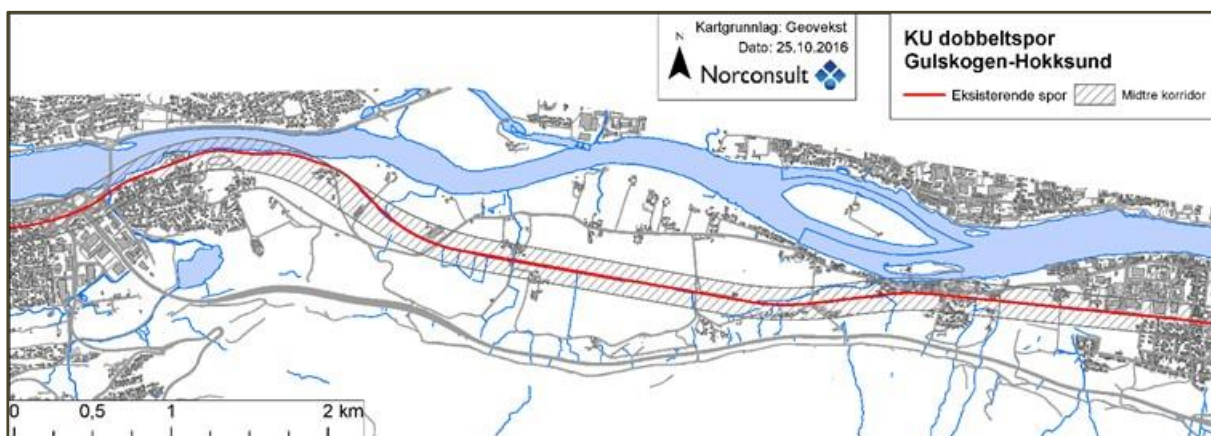 Kartgrunnlag: Geovekst
Dato: 25.10.2016
N
Norconsult
KU dobbeltspor
Gulskogen-Hokksund
Eksisterende spor
Midtre korridor
0 0,5 1 2 km